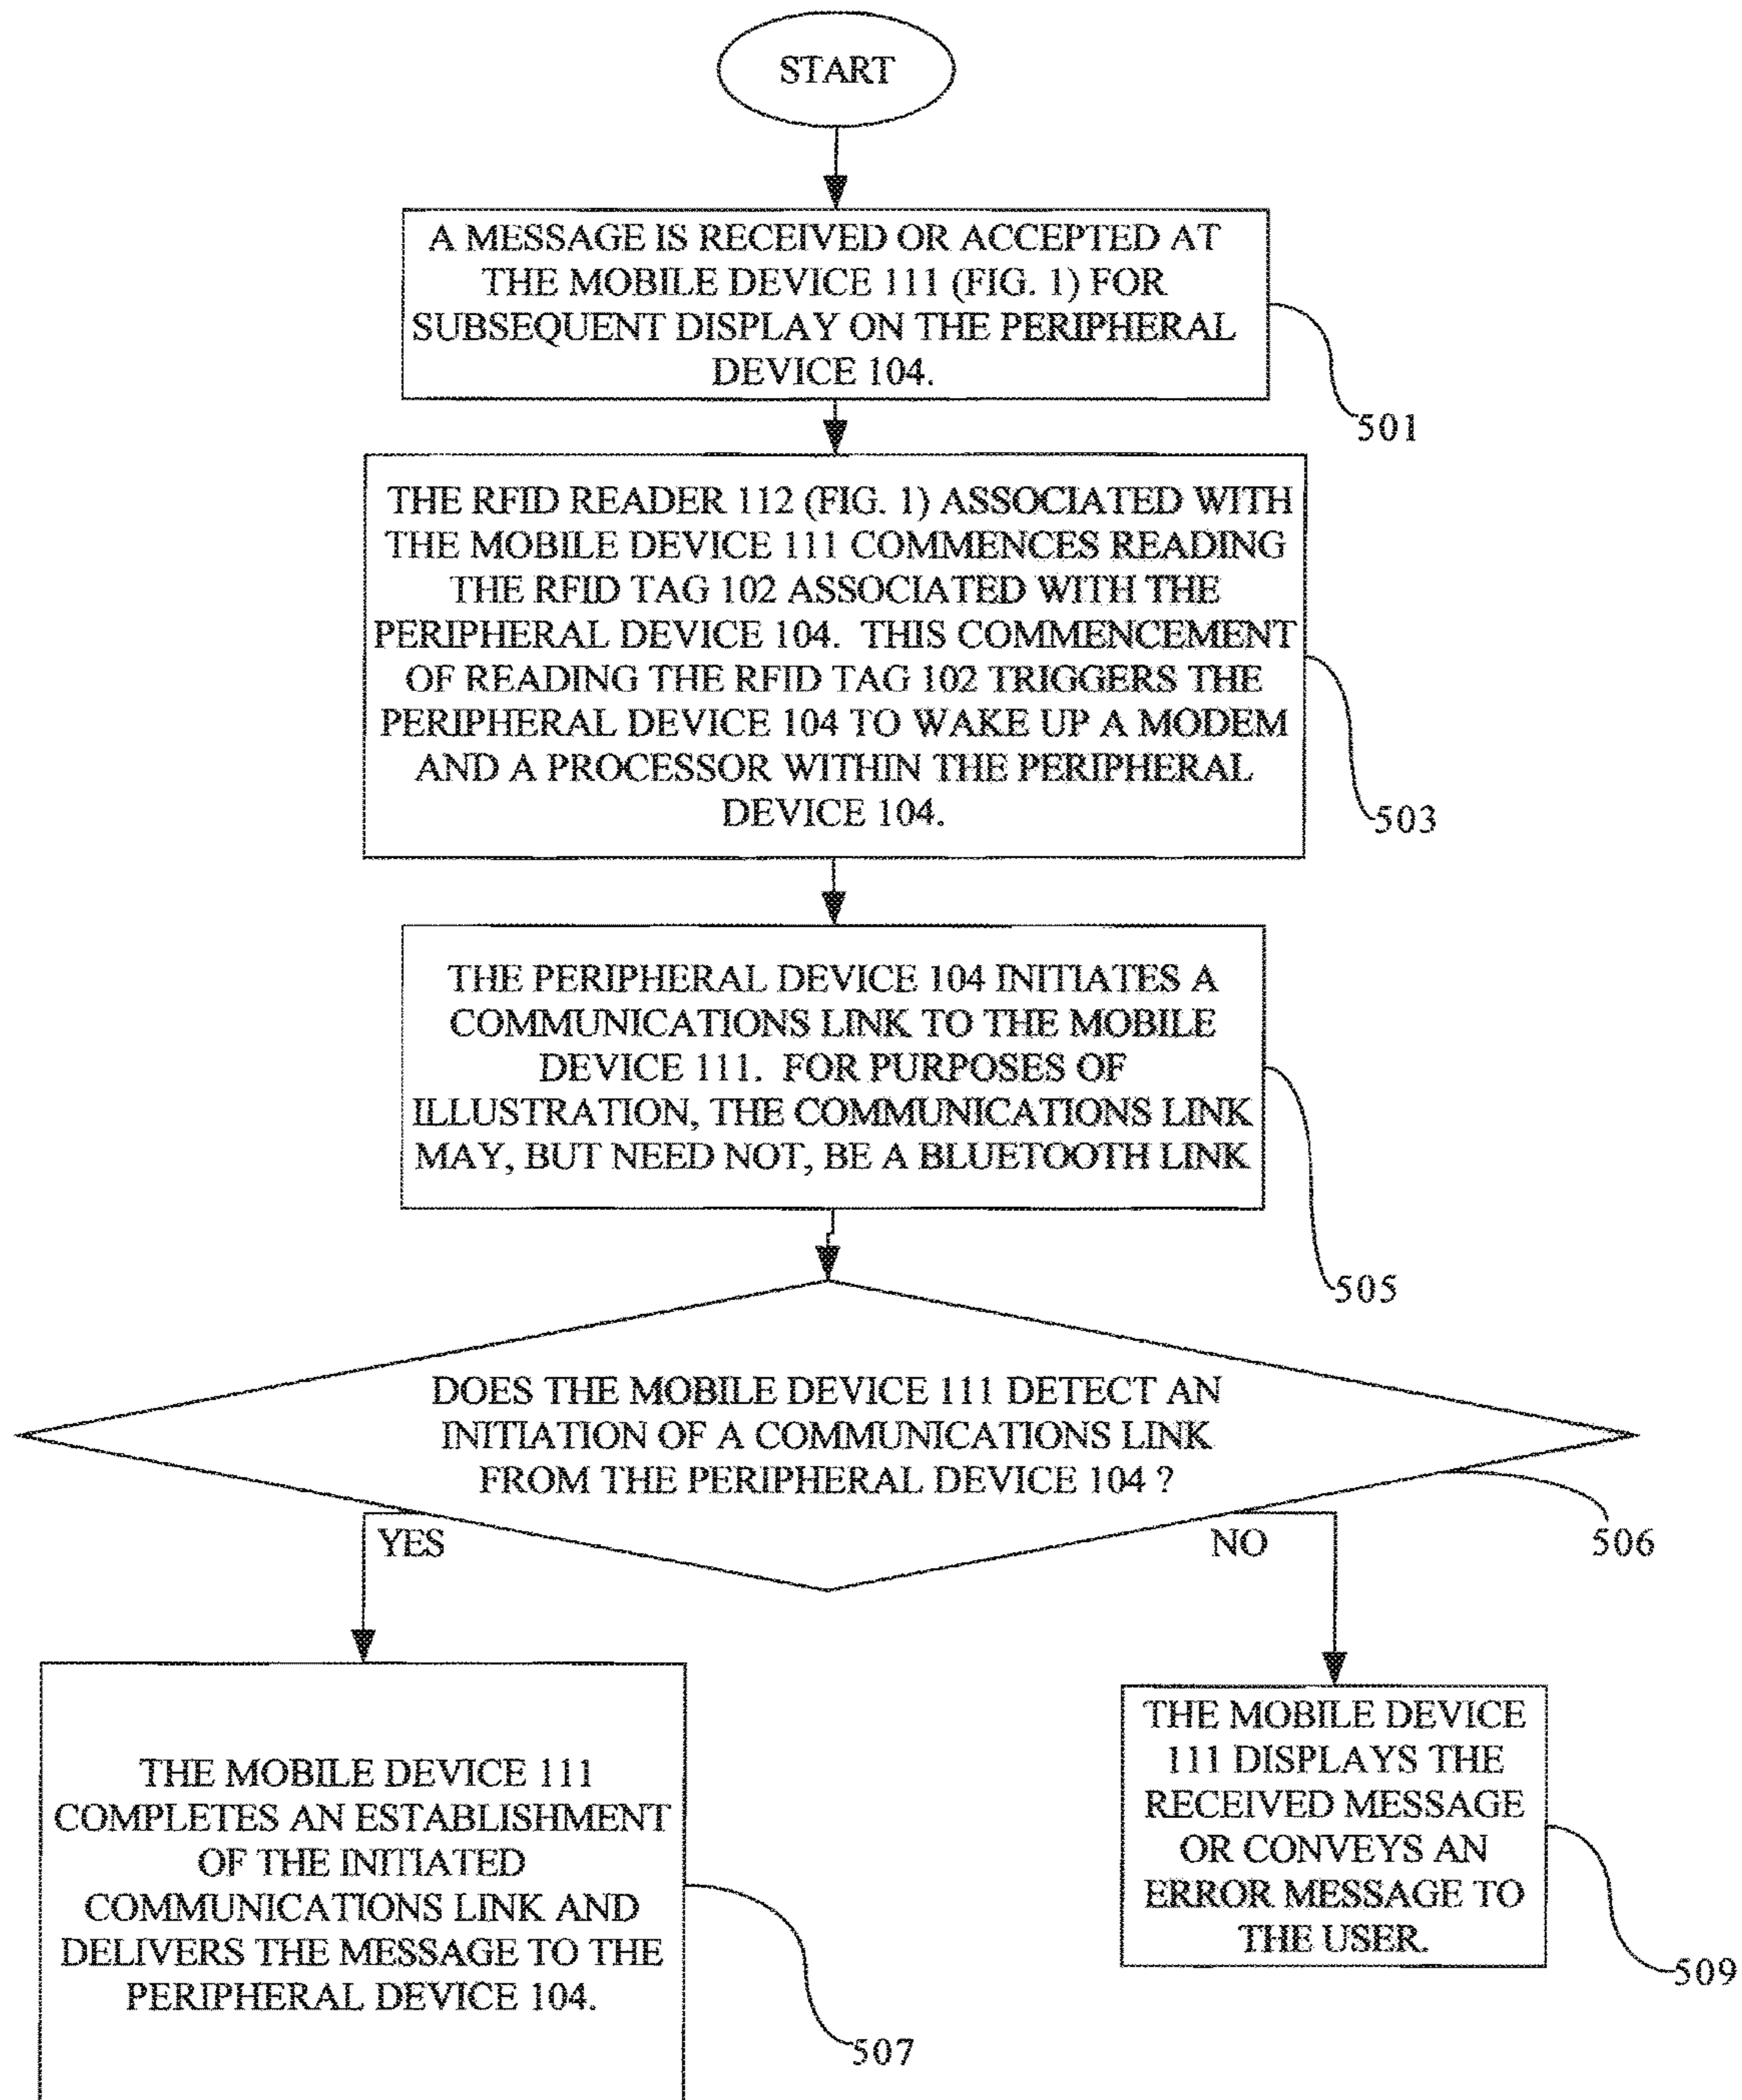 START
A MESSAGE IS RECEIVED OR ACCEPTED AT
THE MOBILE DEVICE 111 (FIG. 1) FOR
SUBSEQUENT DISPLAY ON THE PERIPHERAL
DEVICE 104.
501
THE RFID READER 112 (FIG. 1) ASSOCIATED WITH
THE MOBILE DEVICE 111 COMMENCES READING
THE RFID TAG 102 ASSOCIATED WITH THE
PERIPHERAL DEVICE 104. THIS COMMENCEMENT
OF READING THE RFID TAG 102 TRIGGERS THE
PERIPHERAL DEVICE 104 TO WAKE UP A MODEM
AND A PROCESSOR WITHIN THE PERIPHERAL
DEVICE 104.
503
THE PERIPHERAL DEVICE 104 INITIATES A
COMMUNICATIONS LINK TO THE MOBILE
DEVICE 111. FOR PURPOSES OF
ILLUSTRATION, THE COMMUNICATIONS LINK
MAY, BUT NEED NOT, BE A BLUETOOTH LINK
505
DOES THE MOBILE DEVICE 111 DETECT AN
INITIATION OF A COMMUNICATIONS LINK
FROM THE PERIPHERAL DEVICE 104 ?
506
YES
NO
THE MOBILE DEVICE 111
COMPLETES AN ESTABLISHMENT
OF THE INITIATED
COMMUNICATIONS LINK AND
DELIVERS THE MESSAGE TO THE
PERIPHERAL DEVICE 104.
507
THE MOBILE DEVICE
111 DISPLAYS THE
RECEIVED MESSAGE
OR CONVEYS AN
ERROR MESSAGE TO
THE USER.
509